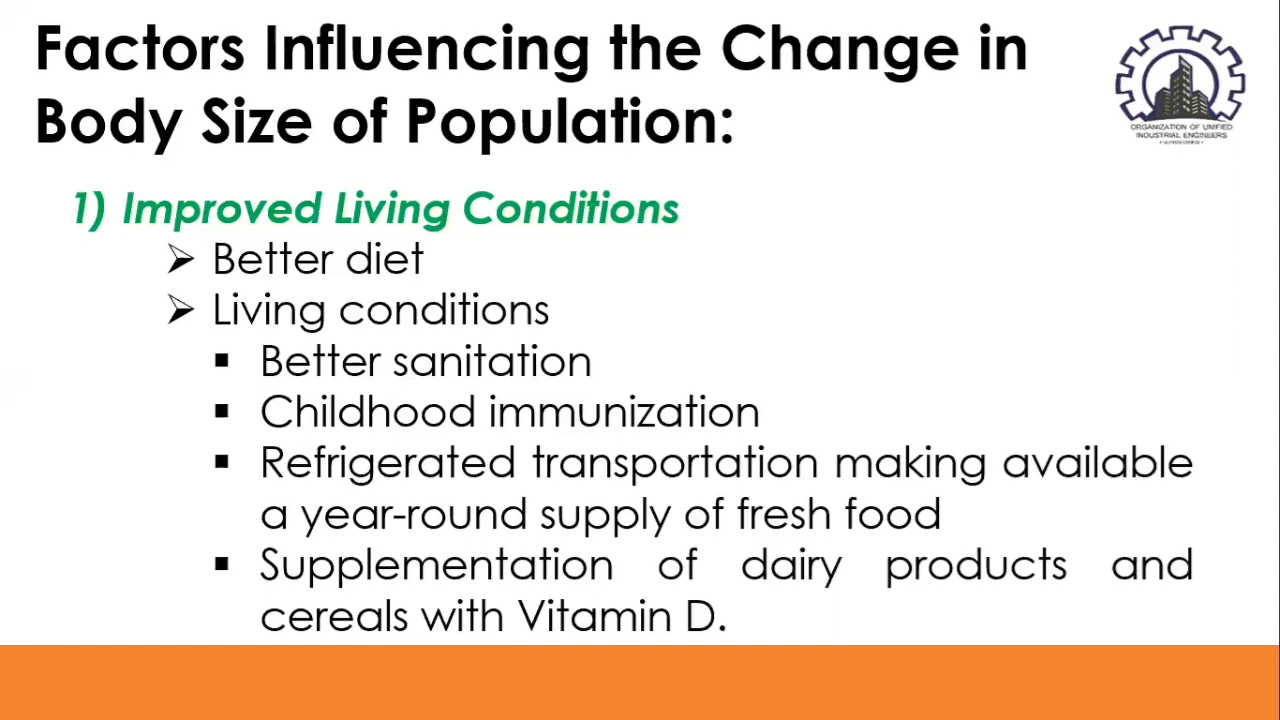 Factors Influencing the Change in
Body Size of Population:
ORGANIZATION OF UNIFIED
INDUSTRIAL ENGINEERS
1) Improved Living Conditions
➢ Better diet
➢ Living conditions
▪ Better sanitation
▪ Childhood immunization
▪ Refrigerated transportation making available
a year-round supply of fresh food
▪ Supplementation of dairy products and
cereals with Vitamin D.